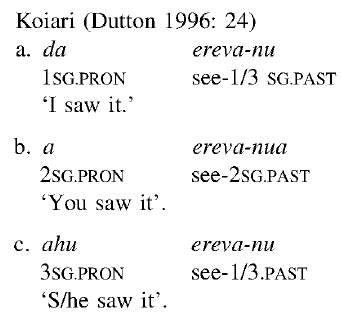 Koiari (Dutton 1996: 24)
a. da ereva-nu
1SG.PRON see-1/3 SG.PAST
‘I saw it.’
b. a ereva-nua
2SG.PRON see-2SG.PAST
‘You saw it’.
c. ahu ereva-nu
3SG.PRON see-1/3.PAST
‘S/he saw it’.